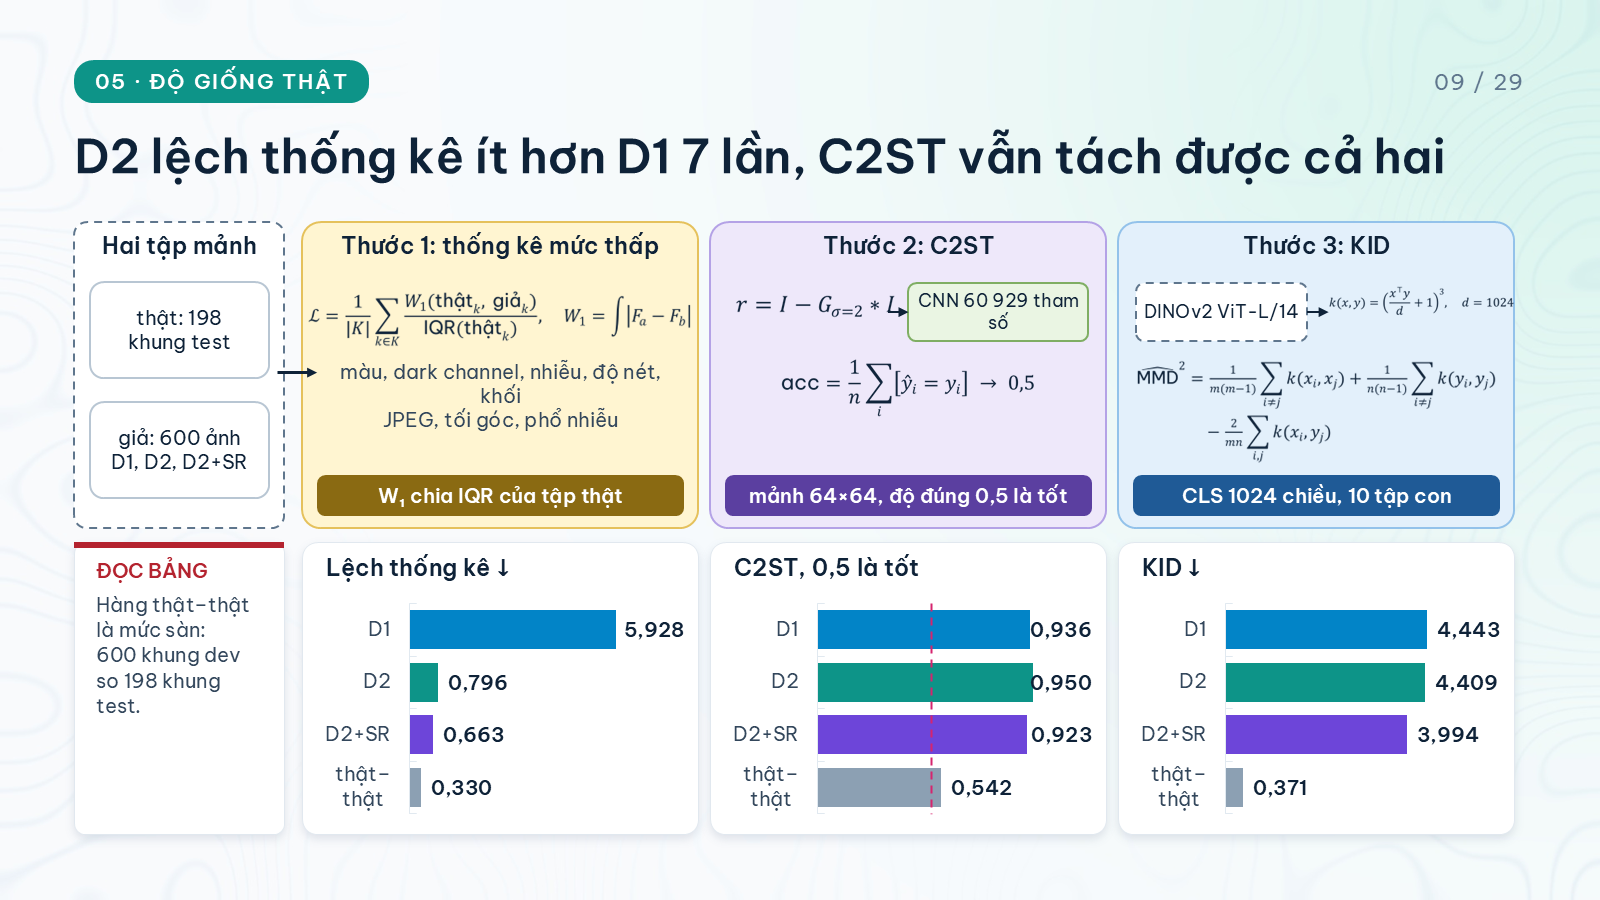 05 · ĐỘ GIỐNG THẬT
09 / 29
D2 lệch thống kê ít hơn D1 7 lần, C2ST vẫn tách được cả hai
Hai tập mảnh
thật: 198
khung test
giả: 600 ảnh
D1, D2, D2+SR
Thước 1: thống kê mức thấp
ℒ = 1/|K| ∑_{k∈K} W₁(thật_k, giả_k)/IQR(thật_k), W₁ = ∫|F_a − F_b|
màu, dark channel, nhiễu, độ nét,
khối
JPEG, tối góc, phổ nhiễu
W₁ chia IQR của tập thật
Thước 2: C2ST
r = I − G_{σ=2} ∗ I
CNN 60 929 tham
số
acc = 1/n ∑_i [ŷ_i = y_i] → 0,5
mảnh 64×64, độ đúng 0,5 là tốt
Thước 3: KID
DINOv2 ViT-L/14
k(x, y) = (x^⊤y/d + 1)³, d = 1024
MMD̂² = 1/m(m−1) ∑_{i≠j} k(x_i, x_j) + 1/n(n−1) ∑_{i≠j} k(y_i, y_j)
− 2/mn ∑_{i,j} k(x_i, y_j)
CLS 1024 chiều, 10 tập con
ĐỌC BẢNG
Hàng thật–thật
là mức sàn:
600 khung dev
so 198 khung
test.
Lệch thống kê ↓
D1 5,928
D2 0,796
D2+SR 0,663
thật–
thật 0,330
C2ST, 0,5 là tốt
D1 0,936
D2 0,950
D2+SR 0,923
thật–
thật 0,542
KID ↓
D1 4,443
D2 4,409
D2+SR 3,994
thật–
thật 0,371